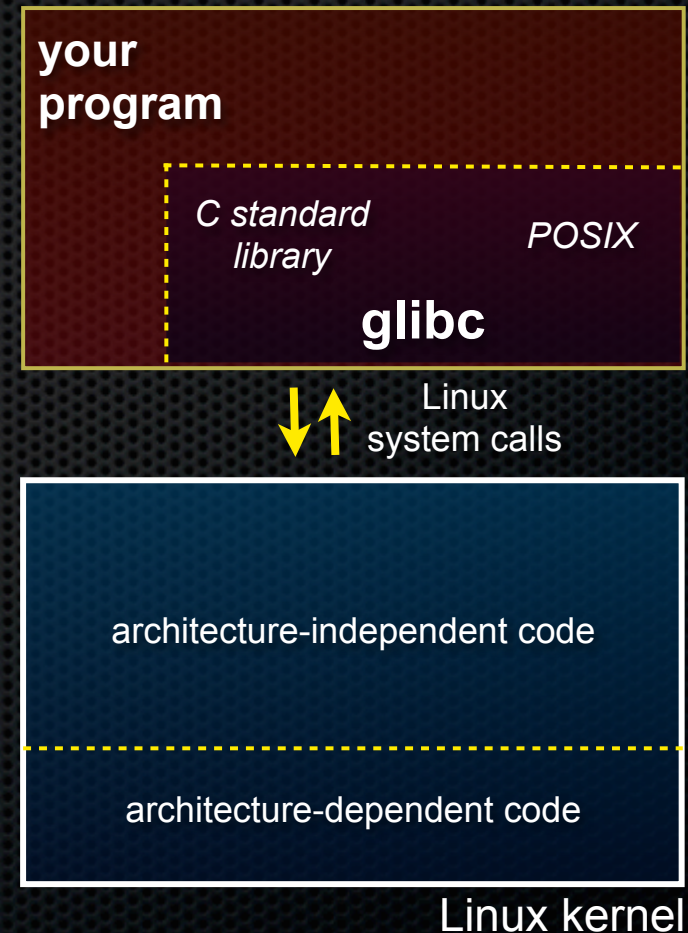 your
program
C standard
library
POSIX
glibc
Linux
system calls
architecture-independent code
architecture-dependent code
Linux kernel